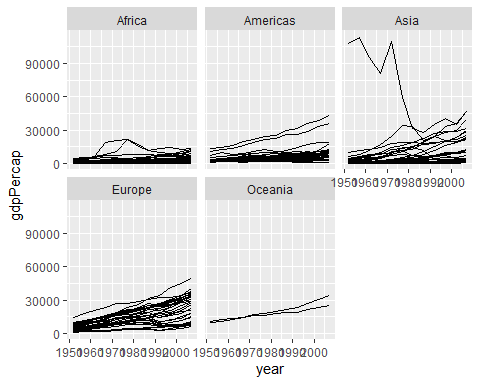 Africa
Americas
Asia
90000
60000
30000
0
1950 1960 1970 1980 1990 2000
Europe
Oceania
90000
60000
30000
0
1950 1960 1970 1980 1990 2000
1950 1960 1970 1980 1990 2000
gdpPercap
year